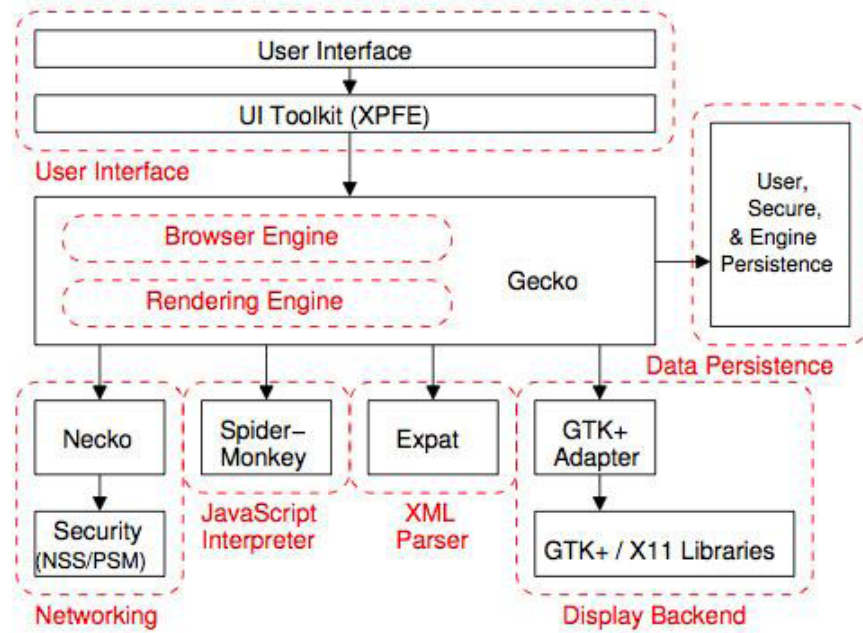 User Interface
UI Toolkit (XPFE)
User Interface
User,
Secure,
& Engine
Persistence
Browser Engine
Rendering Engine
Gecko
Data Persistence
Necko
Spider-
Monkey
Expat
GTK+
Adapter
Security
(NSS/PSM)
JavaScript
Interpreter
XML
Parser
GTK+ / X11 Libraries
Networking
Display Backend